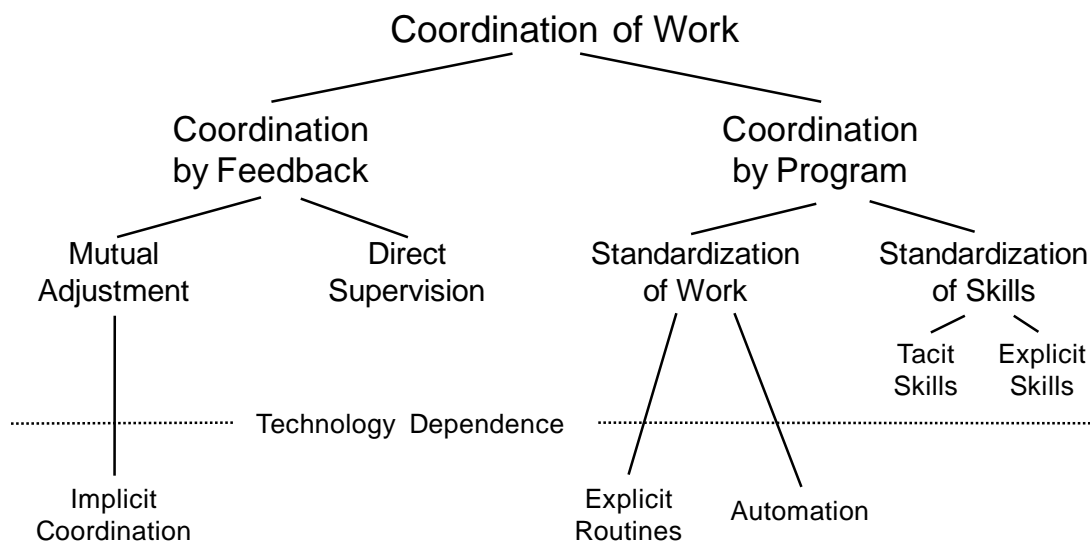 Coordination of Work
Coordination
by Feedback
Coordination
by Program
Mutual
Adjustment
Direct
Supervision
Standardization
of Work
Standardization
of Skills
Tacit
Skills
Explicit
Skills
Technology Dependence
Implicit
Coordination
Explicit
Routines
Automation